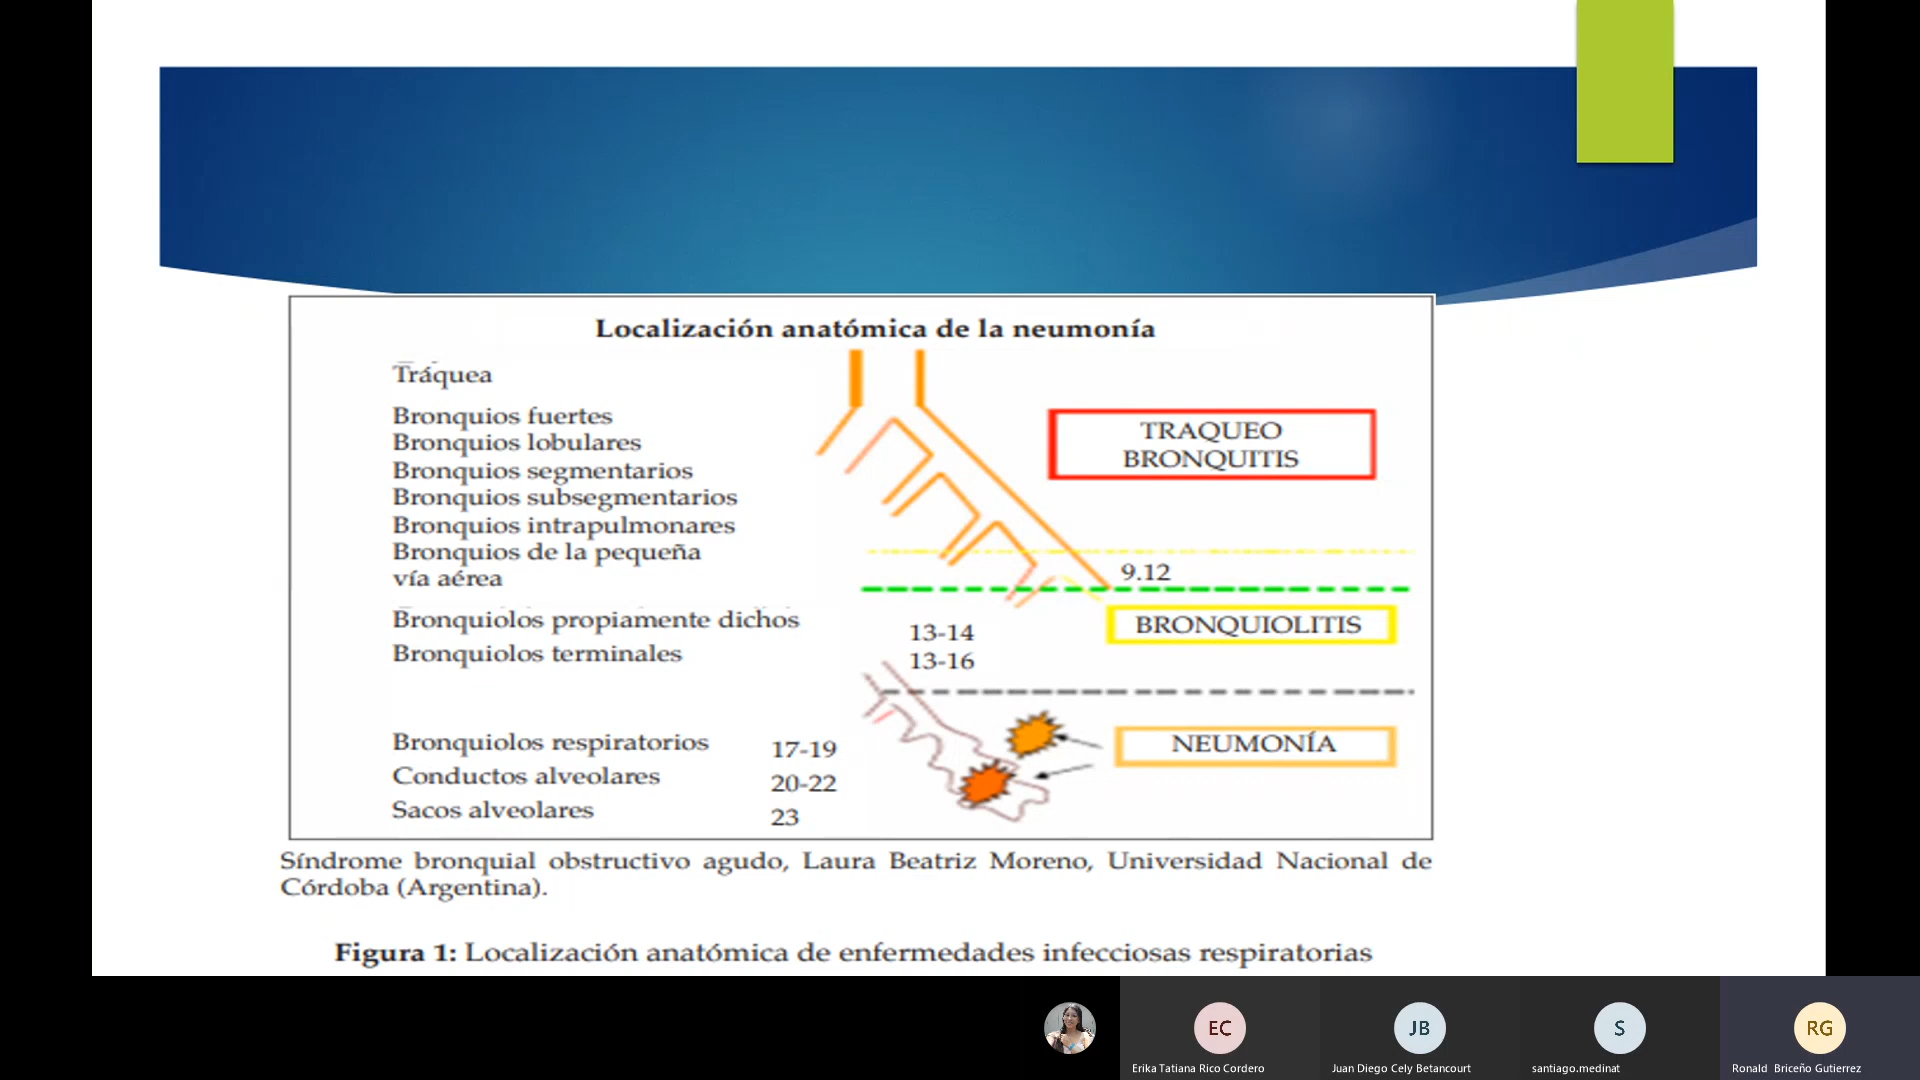 Localización anatómica de la neumonía
Tráquea
Bronquios fuertes
Bronquios lobulares
Bronquios segmentarios
Bronquios subsegmentarios
Bronquios intrapulmonares
Bronquios de la pequeña
vía aérea
TRAQUEO
BRONQUITIS
9.12
Bronquiolos propiamente dichos
13-14
Bronquiolos terminales
13-16
BRONQUIOLITIS
Bronquiolos respiratorios
17-19
Conductos alveolares
20-22
Sacos alveolares
23
NEUMONÍA
Síndrome bronquial obstructivo agudo, Laura Beatriz Moreno, Universidad Nacional de
Córdoba (Argentina).
Figura 1: Localización anatómica de enfermedades infecciosas respiratorias
EC
JB
S
RG
Erika Tatiana Rico Cordero
Juan Diego Cely Betancourt
santiago.medinat
Ronald Briceño Gutierrez